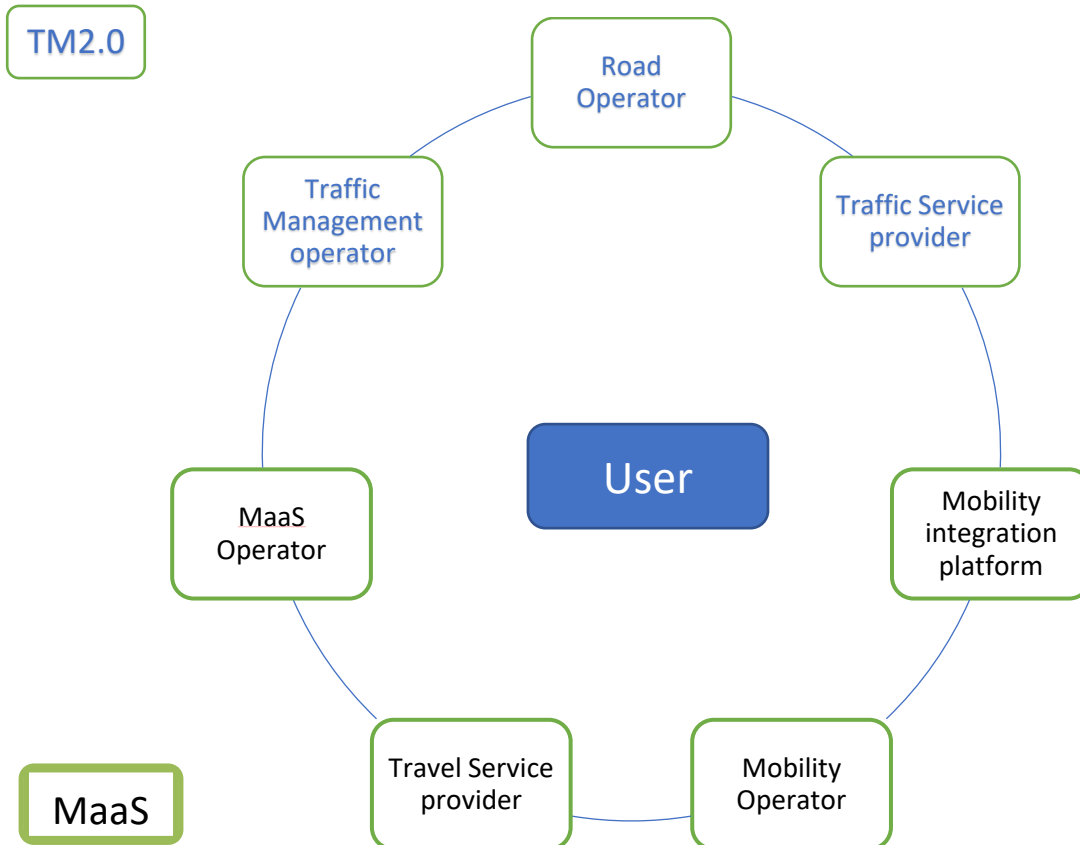 TM2.0
Road
Operator
Traffic
Management
operator
Traffic Service
provider
User
MaaS
Operator
Mobility
integration
platform
Travel Service
provider
Mobility
Operator
MaaS